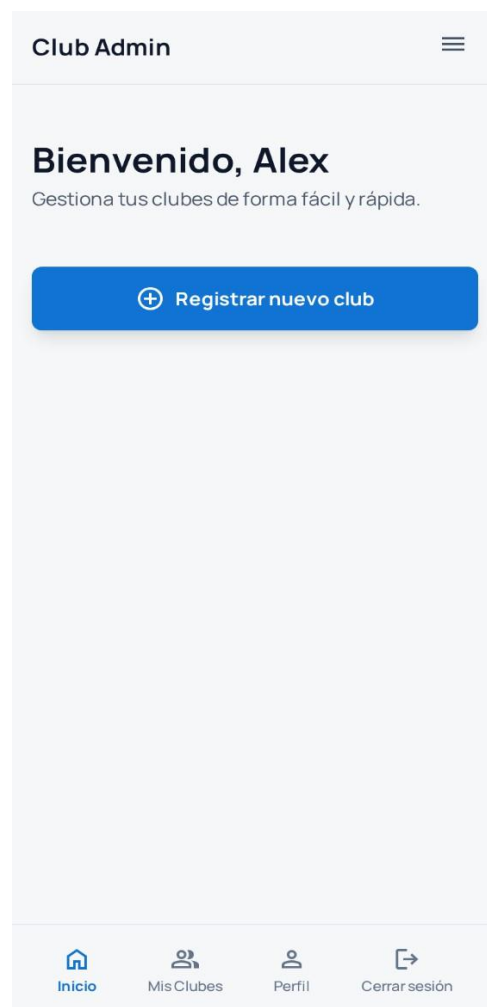 Club Admin
Bienvenido, Alex
Gestiona tus clubes de forma fácil y rápida.
Registrar nuevo club
Inicio
Mis Clubes
Perfil
Cerrar sesión